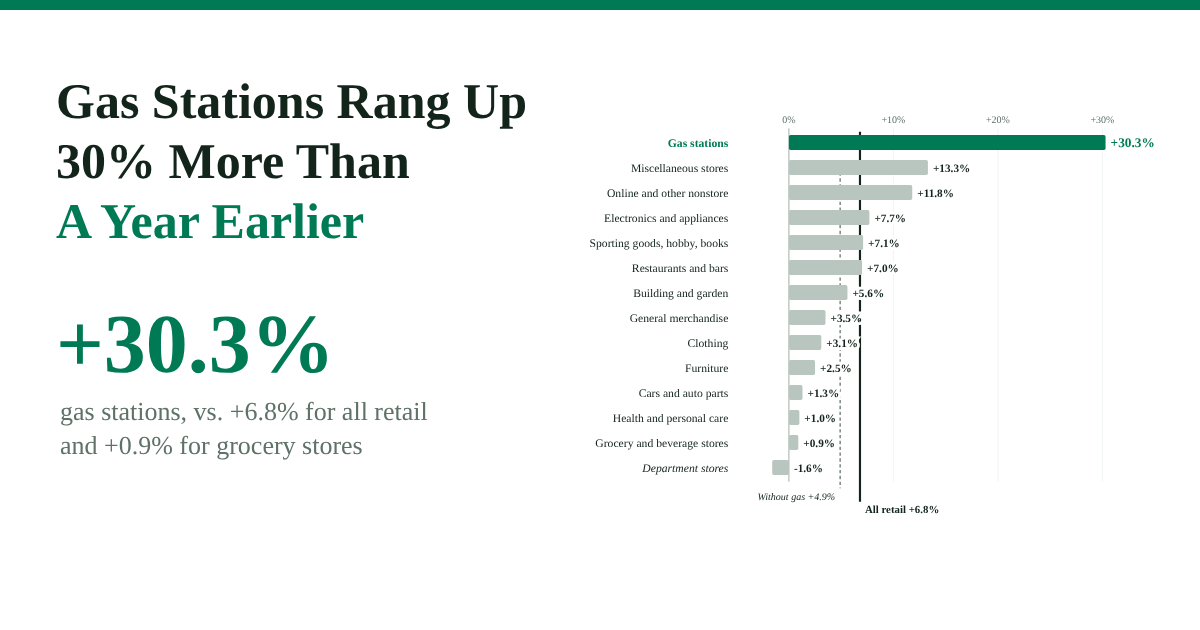 Gas Stations Rang Up
30% More Than
A Year Earlier
+30.3%
gas stations, vs. +6.8% for all retail
and +0.9% for grocery stores
0% +10% +20% +30%
Gas stations +30.3%
Miscellaneous stores +13.3%
Online and other nonstore +11.8%
Electronics and appliances +7.7%
Sporting goods, hobby, books +7.1%
Restaurants and bars +7.0%
Building and garden +5.6%
General merchandise +3.5%
Clothing +3.1%
Furniture +2.5%
Cars and auto parts +1.3%
Health and personal care +1.0%
Grocery and beverage stores +0.9%
Department stores -1.6%
Without gas +4.9%
All retail +6.8%